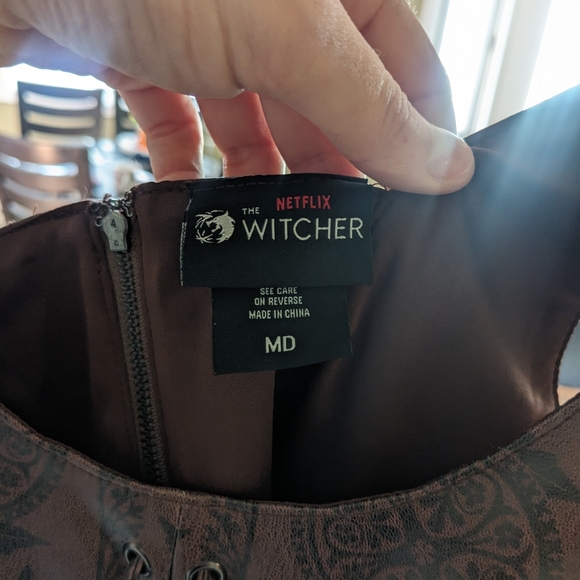 NETFLIX
THE WITCHER
SEE CARE
ON REVERSE
MADE IN CHINA
MD